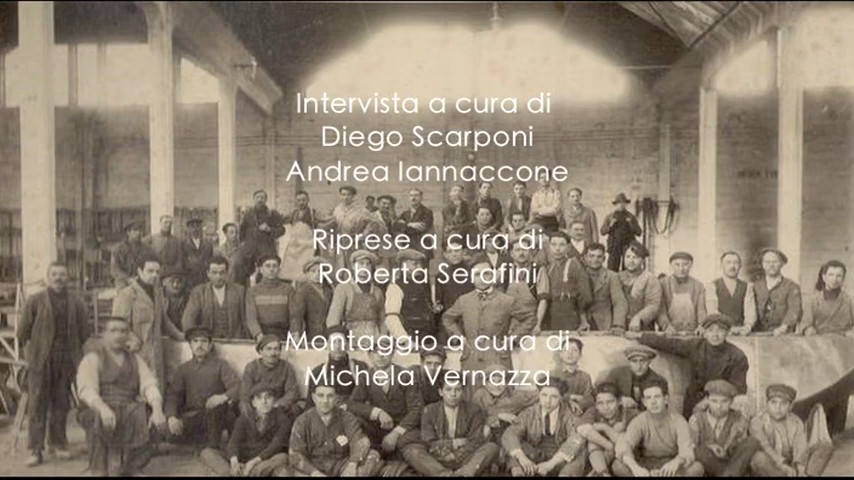 Intervista a cura di
Diego Scarponi
Andrea Iannaccone
Riprese a cura di
Roberta Serafini
Montaggio a cura di
Michela Vernazza